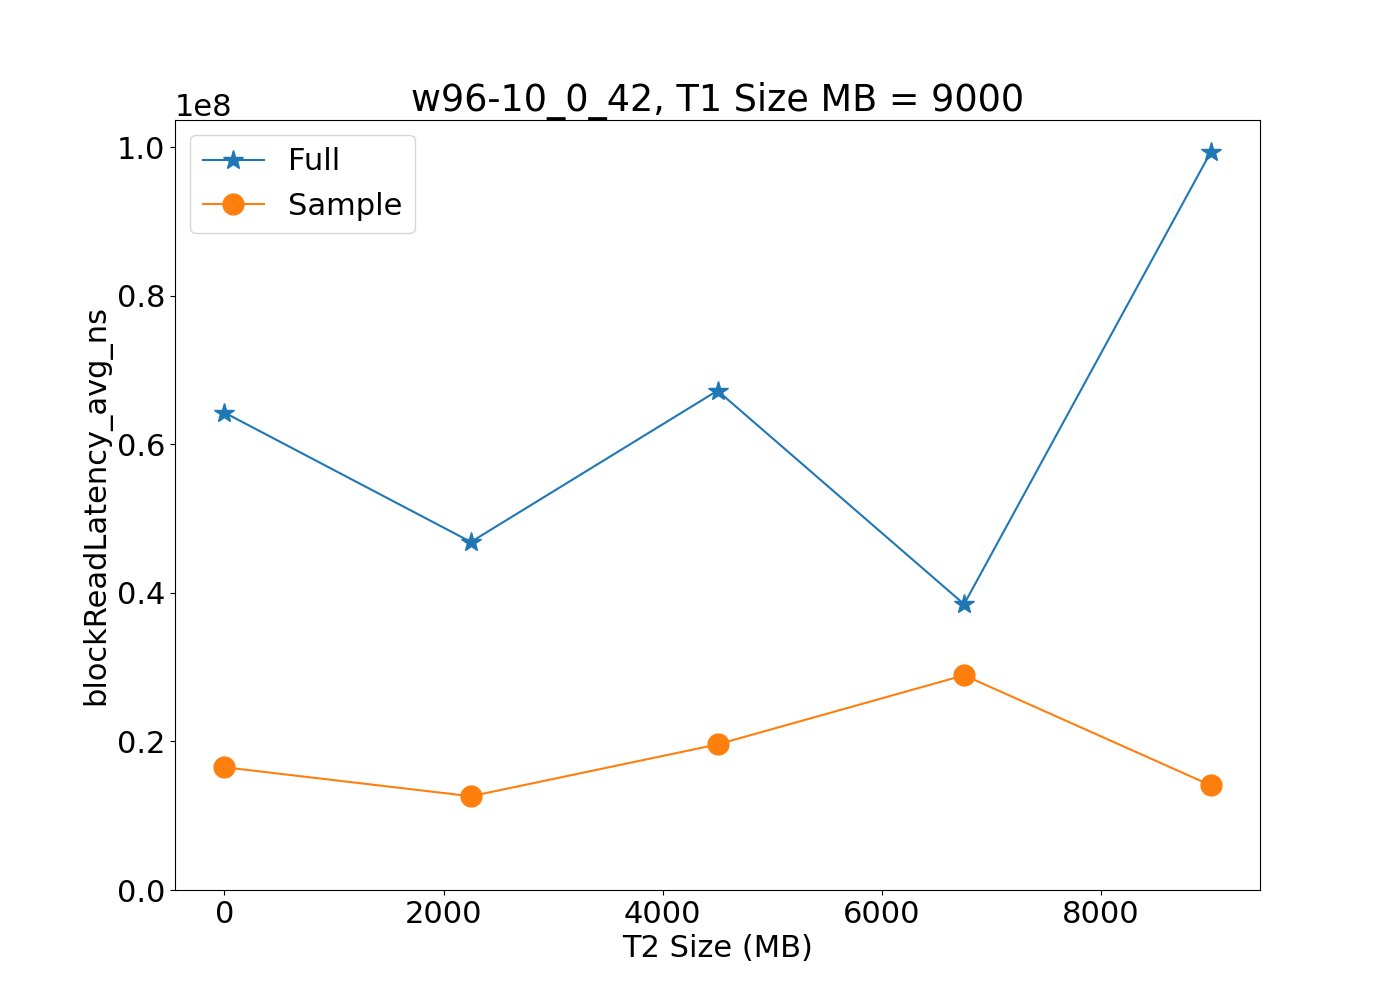 w96-10_0_42, T1 Size MB = 9000
1e8
Full
Sample
1.0
0.8
0.6
0.4
0.2
0.0
blockReadLatency_avg_ns
0 2000 4000 6000 8000
T2 Size (MB)